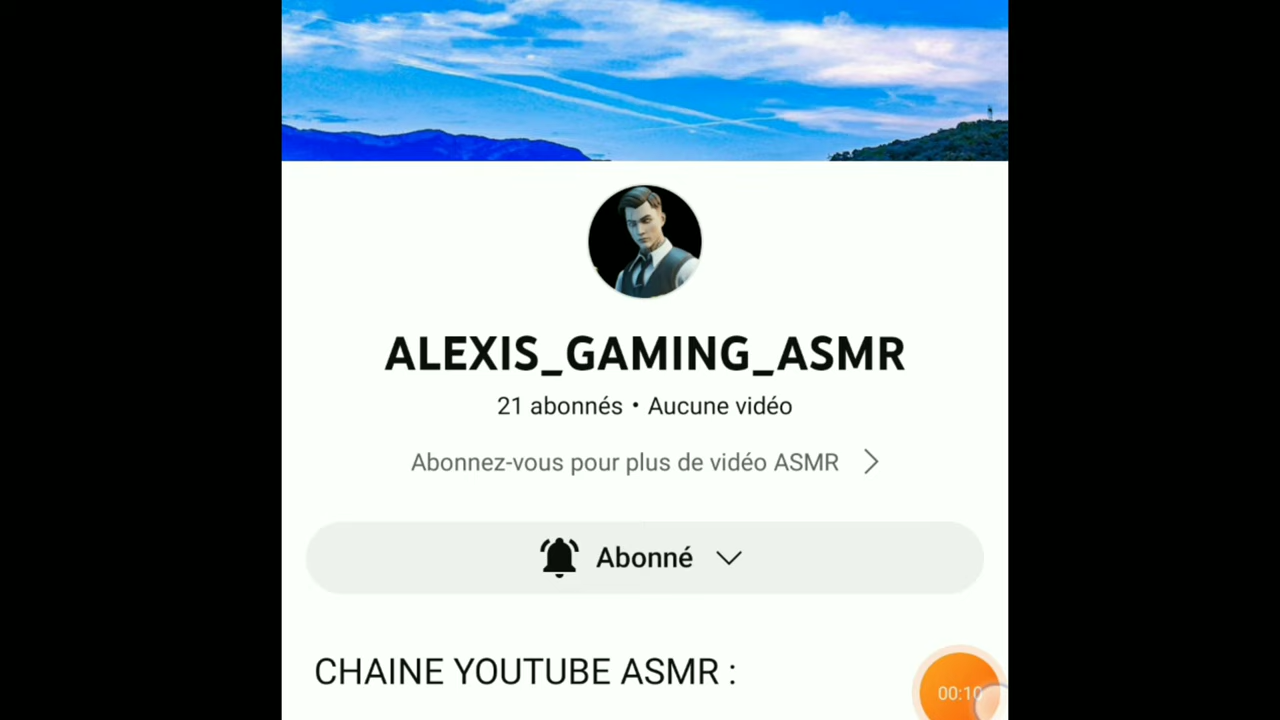 ALEXIS_GAMING_ASMR
21 abonnés • Aucune vidéo
Abonnez-vous pour plus de vidéo ASMR
Abonné
CHAINE YOUTUBE ASMR :
00:10